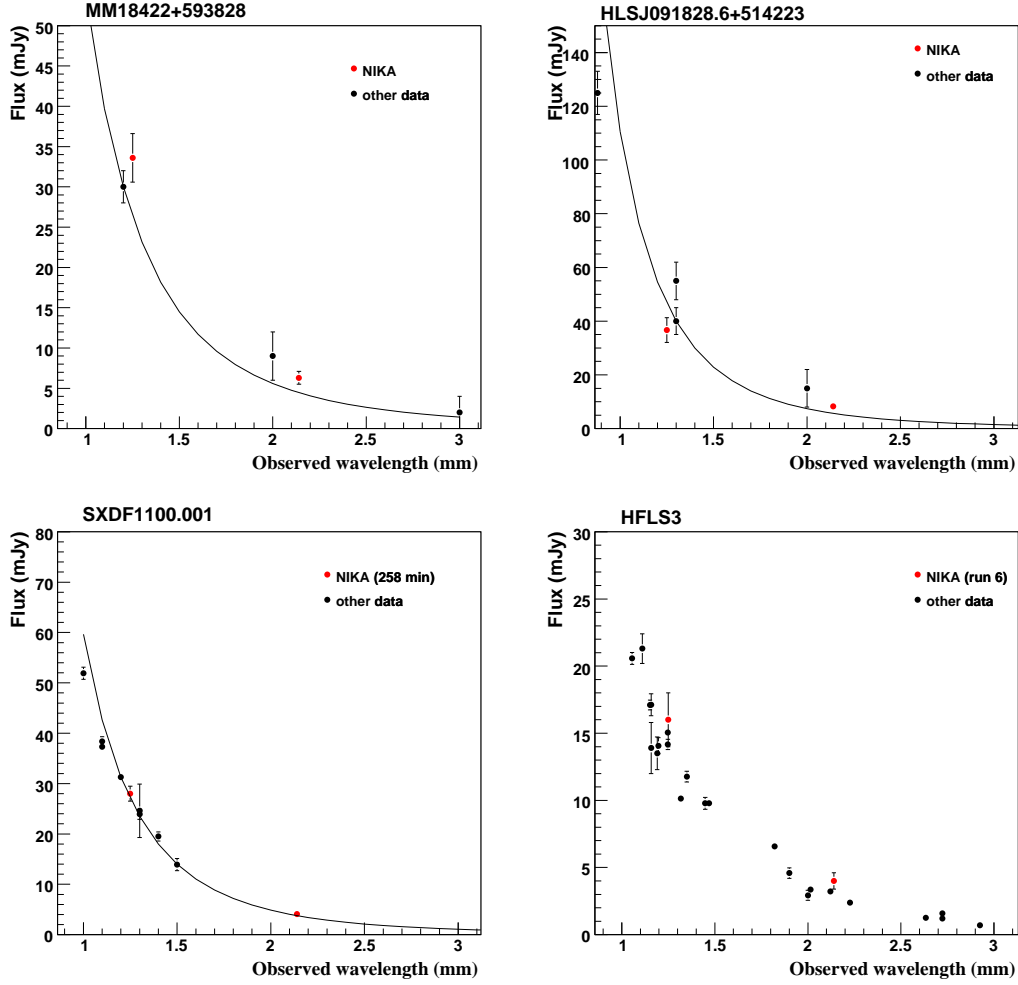 MM18422+593828
Flux (mJy)
50
45
40
35
30
25
20
15
10
5
0
NIKA
other data
1 1.5 2 2.5 3
Observed wavelength (mm)
HLSJ091828.6+514223
Flux (mJy)
140
120
100
80
60
40
20
0
NIKA
other data
1 1.5 2 2.5 3
Observed wavelength (mm)
SXDF1100.001
Flux (mJy)
80
70
60
50
40
30
20
10
0
NIKA (258 min)
other data
1 1.5 2 2.5 3
Observed wavelength (mm)
HFLS3
Flux (mJy)
30
25
20
15
10
5
0
NIKA (run 6)
other data
1 1.5 2 2.5 3
Observed wavelength (mm)